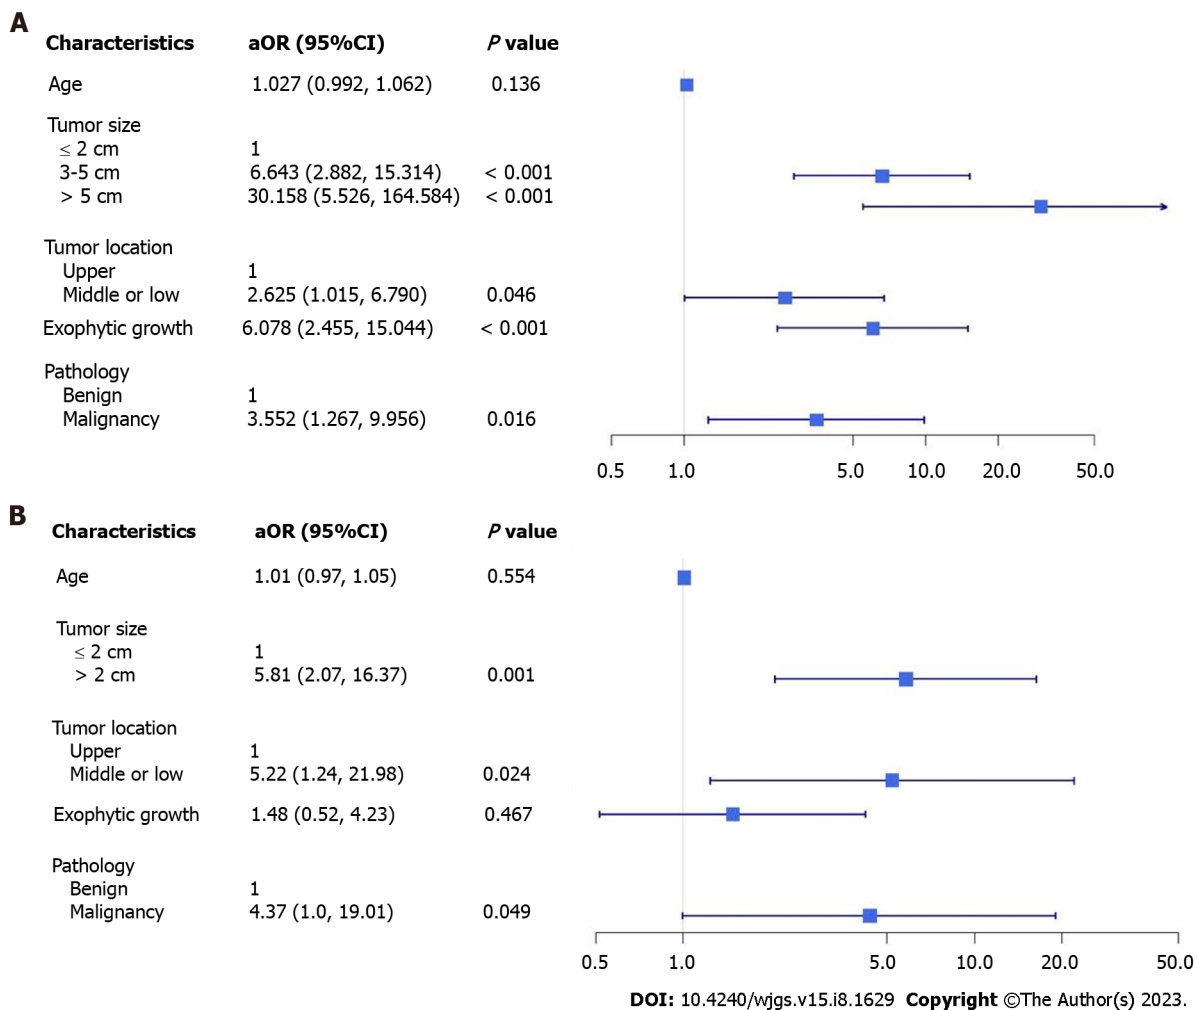 A
Characteristics aOR (95%CI) P value
Age 1.027 (0.992, 1.062) 0.136
Tumor size
≤ 2 cm 1
3-5 cm 6.643 (2.882, 15.314) < 0.001
> 5 cm 30.158 (5.526, 164.584) < 0.001
Tumor location
Upper 1
Middle or low 2.625 (1.015, 6.790) 0.046
Exophytic growth 6.078 (2.455, 15.044) < 0.001
Pathology
Benign 1
Malignancy 3.552 (1.267, 9.956) 0.016
0.5 1.0 5.0 10.0 20.0 50.0
B
Characteristics aOR (95%CI) P value
Age 1.01 (0.97, 1.05) 0.554
Tumor size
≤ 2 cm 1
> 2 cm 5.81 (2.07, 16.37) 0.001
Tumor location
Upper 1
Middle or low 5.22 (1.24, 21.98) 0.024
Exophytic growth 1.48 (0.52, 4.23) 0.467
Pathology
Benign 1
Malignancy 4.37 (1.0, 19.01) 0.049
0.5 1.0 5.0 10.0 20.0 50.0
DOI: 10.4240/wjgs.v15.i8.1629 Copyright ©The Author(s) 2023.